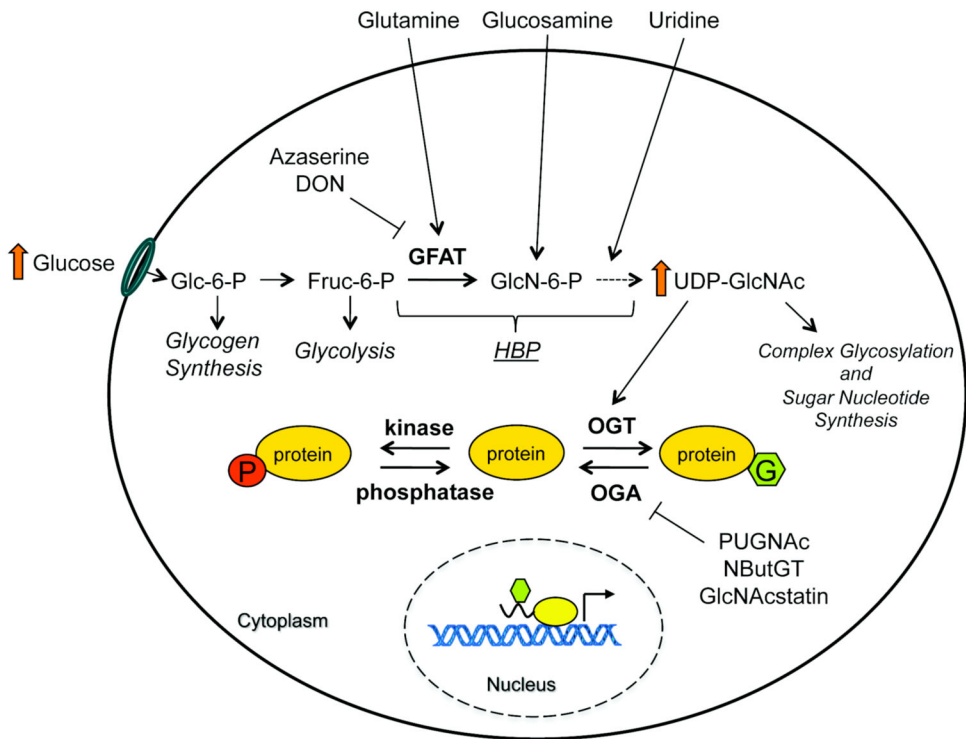 Glutamine
Glucosamine
Uridine
Azaserine
DON
Glucose
Glc-6-P
Fruc-6-P
GFAT
GlcN-6-P
UDP-GlcNAc
Glycogen
Synthesis
Glycolysis
HBP
Complex Glycosylation
and
Sugar Nucleotide
Synthesis
P
protein
kinase
phosphatase
protein
OGT
OGA
protein
G
PUGNAc
NButGT
GlcNAcstatin
Cytoplasm
Nucleus